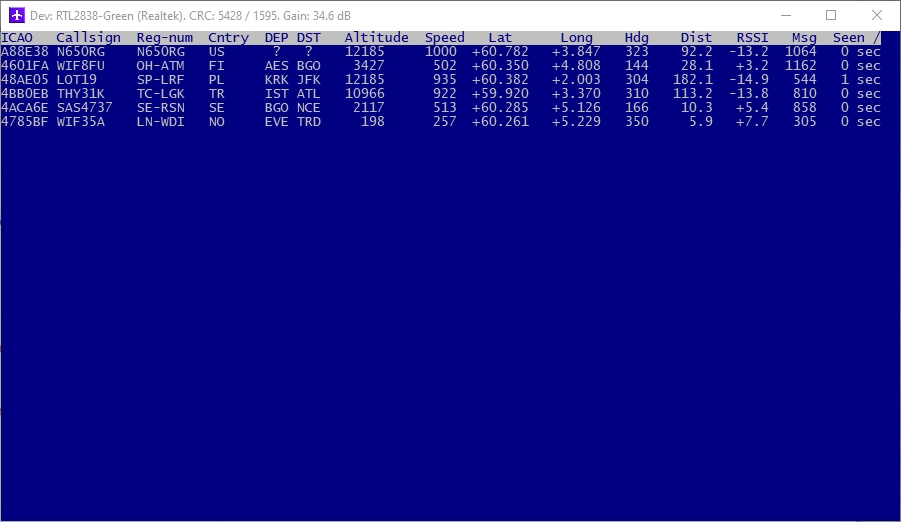 Dev: RTL2838-Green (Realtek). CRC: 5428 / 1595. Gain: 34.6 dB
ICAO Callsign Reg-num Cntry DEP DST Altitude Speed Lat Long Hdg Dist RSSI Msg Seen /
A88E38 N650RG N650RG US ? ? 12185 1000 +60.782 +3.847 323 92.2 -13.2 1064 0 sec
4601FA WIF8FU OH-ATM FI AES BGO 3427 502 +60.350 +4.808 144 28.1 +3.2 1162 0 sec
48AE05 LOT19 SP-LRF PL KRK JFK 12185 935 +60.382 +2.003 304 182.1 -14.9 544 1 sec
4BB0EB THY31K TC-LGK TR IST ATL 10966 922 +59.920 +3.370 310 113.2 -13.8 810 0 sec
4ACA6E SAS4737 SE-RSN SE BGO NCE 2117 513 +60.285 +5.126 166 10.3 +5.4 858 0 sec
4785BF WIF35A LN-WDI NO EVE TRD 198 257 +60.261 +5.229 350 5.9 +7.7 305 0 sec